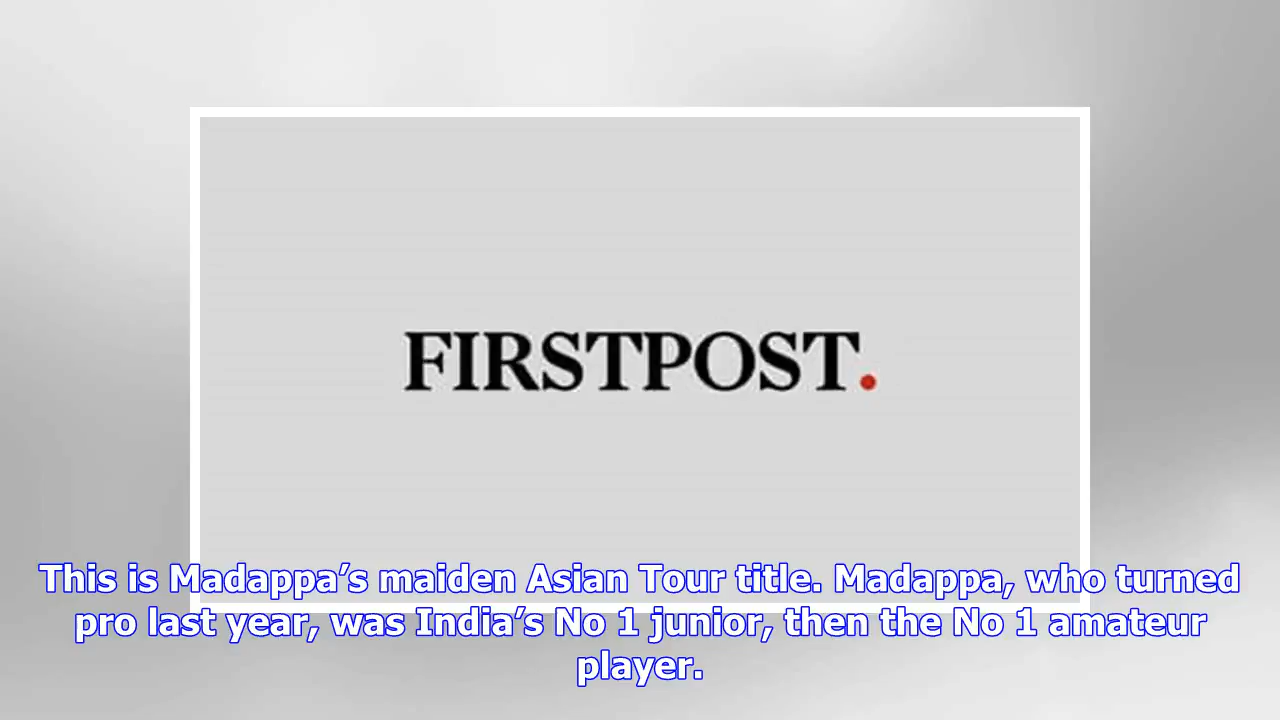 FIRSTPOST.
This is Madappa’s maiden Asian Tour title. Madappa, who turned
pro last year, was India’s No 1 junior, then the No 1 amateur
player.